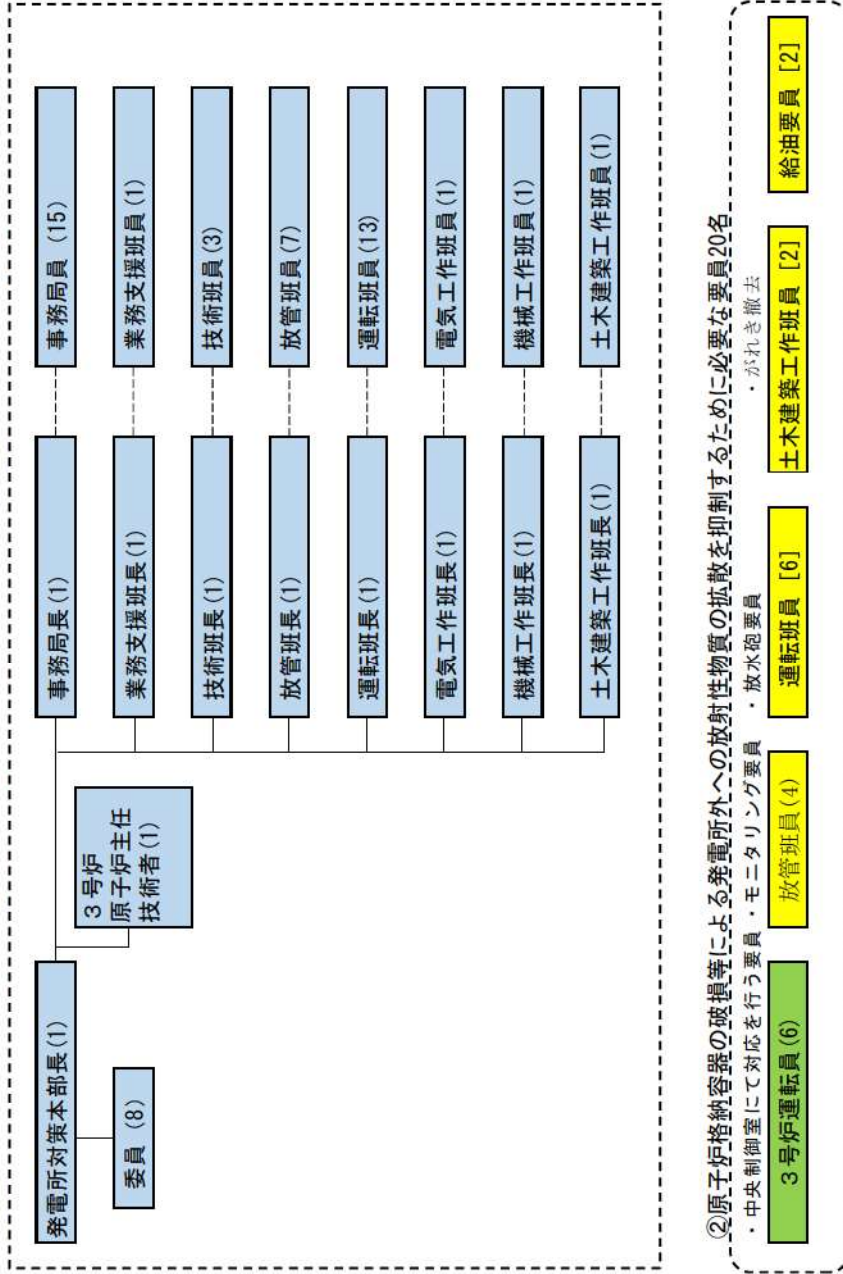 発電所対策本部長(1)
委員 (8)
３号炉
原子炉主任
技術者(1)
事務局長(1)
事務局員 (15)
業務支援班長(1)
業務支援班員(1)
技術班長(1)
技術班員(3)
放管班長(1)
放管班員(7)
運転班長(1)
運転班員(13)
電気工作班長(1)
電気工作班員(1)
機械工作班長(1)
機械工作班員(1)
土木建築工作班長(1)
土木建築工作班員(1)
②原子炉格納容器の破損等による発電所外への放射性物質の拡散を抑制するために必要な要員20名
・中央制御室にて対応を行う要員
・モニタリング要員
・放水砲要員
・がれき撤去
３号炉運転員(6)
放管班員(4)
運転班員 [6]
土木建築工作班員 [2]
給油要員 [2]